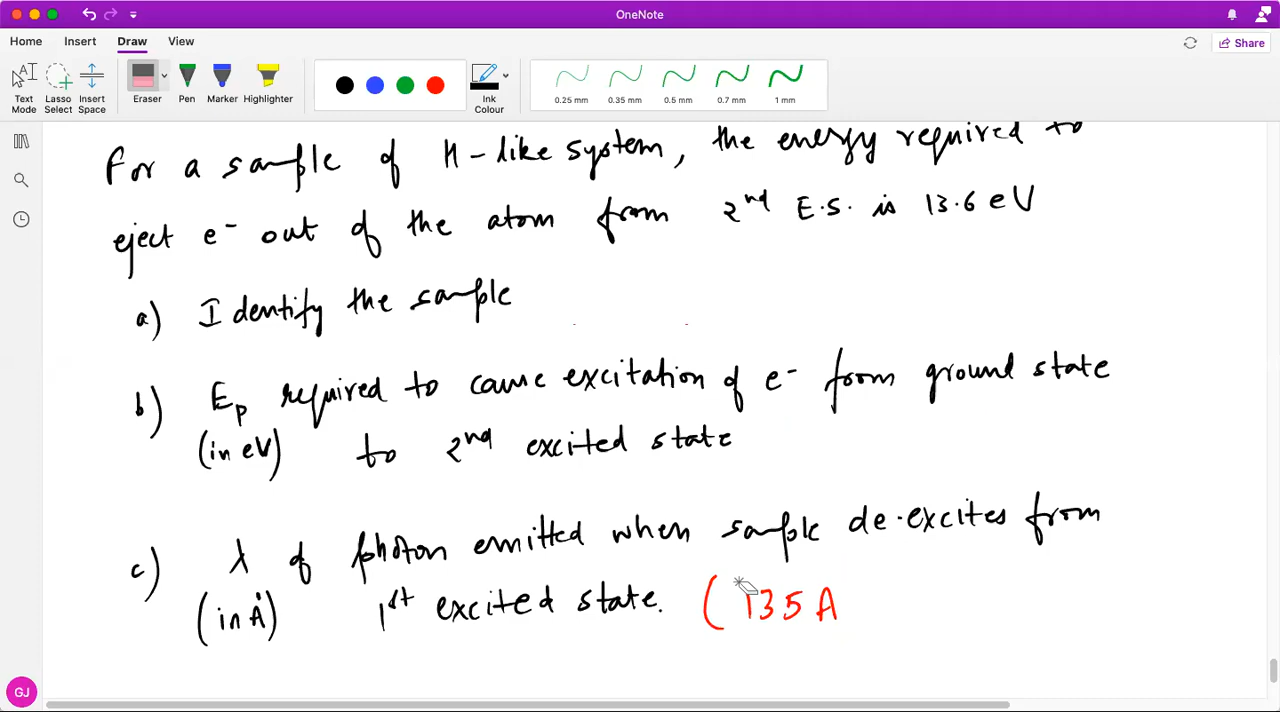 OneNote
Home Insert Draw View
Share
Text Mode
Lasso Select
Insert Space
Eraser
Pen
Marker
Highlighter
Ink Colour
0.25 mm
0.35 mm
0.5 mm
0.7 mm
1 mm
For a sample of H-like system, the energy required to
eject e⁻ out of the atom from 2nd E.S. is 13.6 eV
a) Identify the sample
b) Ep required to cause excitation of e⁻ from ground state
(in eV) to 2nd excited state
c) λ of photon emitted when sample de-excites from
(in Å) 1st excited state. (135 A
GJ